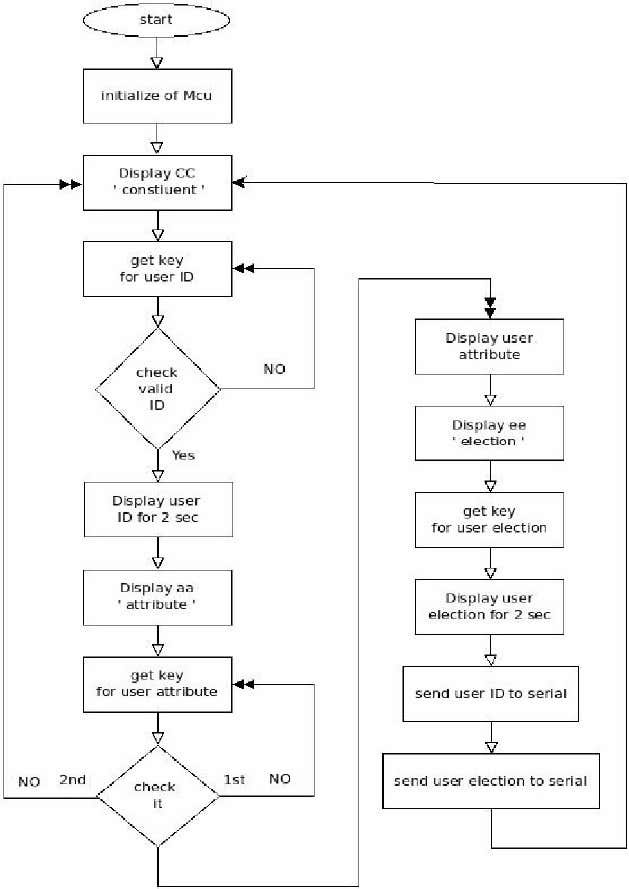 start
initialize of Mcu
Display CC
' constiuent '
get key
for user ID
check
valid
ID
NO
Yes
Display user
ID for 2 sec
Display aa
' attribute '
get key
for user attribute
check
it
1st NO
NO 2nd
Display user
attribute
Display ee
' election '
get key
for user election
Display user
election for 2 sec
send user ID to serial
send user election to serial